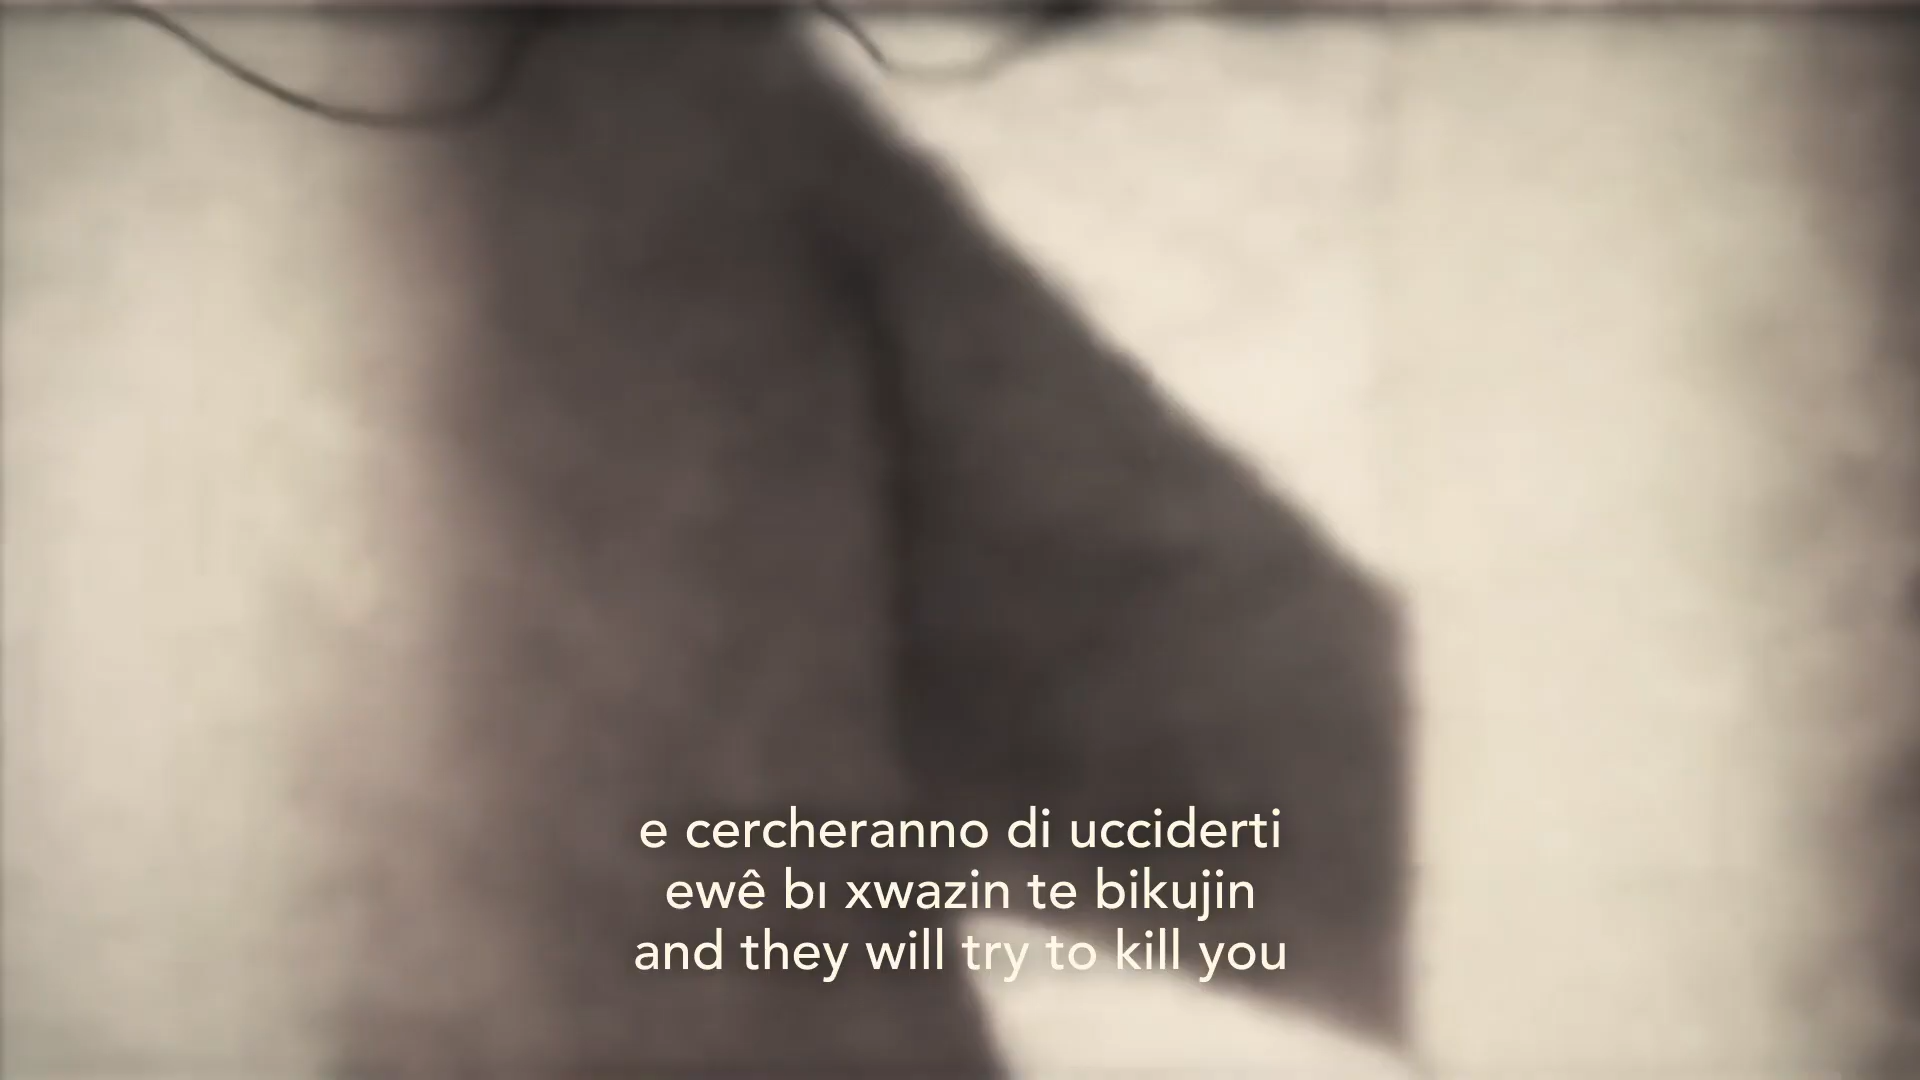 e cercheranno di ucciderti
ewê bı xwazin te bikujin
and they will try to kill you